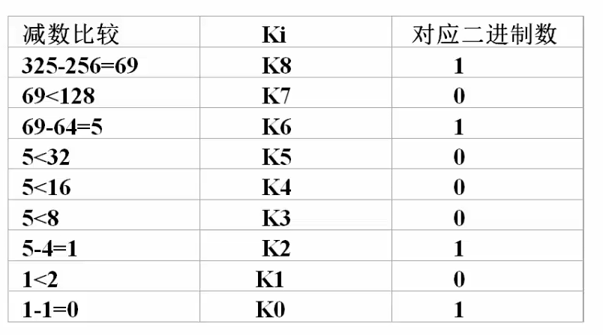 减数比较 Ki 对应二进制数
325-256=69 K8 1
69<128 K7 0
69-64=5 K6 1
5<32 K5 0
5<16 K4 0
5<8 K3 0
5-4=1 K2 1
1<2 K1 0
1-1=0 K0 1